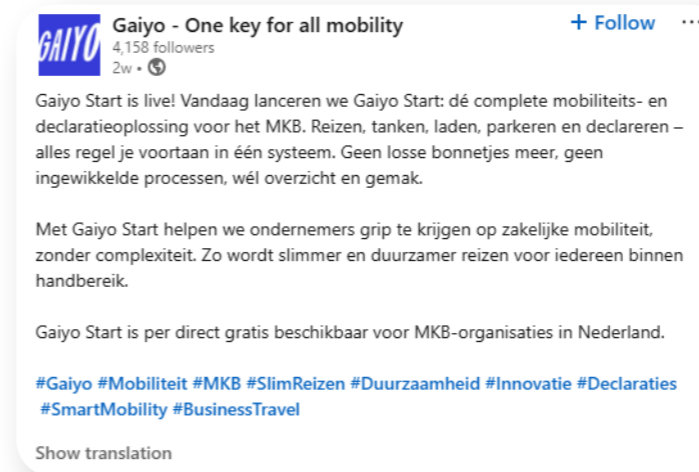 GAIYO
Gaiyo - One key for all mobility
+ Follow ...
4,158 followers
2w •
Gaiyo Start is live! Vandaag lanceren we Gaiyo Start: dé complete mobiliteits- en
declaratieoplossing voor het MKB. Reizen, tanken, laden, parkeren en declareren –
alles regel je voortaan in één systeem. Geen losse bonnetjes meer, geen
ingewikkelde processen, wél overzicht en gemak.
Met Gaiyo Start helpen we ondernemers grip te krijgen op zakelijke mobiliteit,
zonder complexiteit. Zo wordt slimmer en duurzamer reizen voor iedereen binnen
handbereik.
Gaiyo Start is per direct gratis beschikbaar voor MKB-organisaties in Nederland.
#Gaiyo #Mobiliteit #MKB #SlimReizen #Duurzaamheid #Innovatie #Declaraties
#SmartMobility #BusinessTravel
Show translation